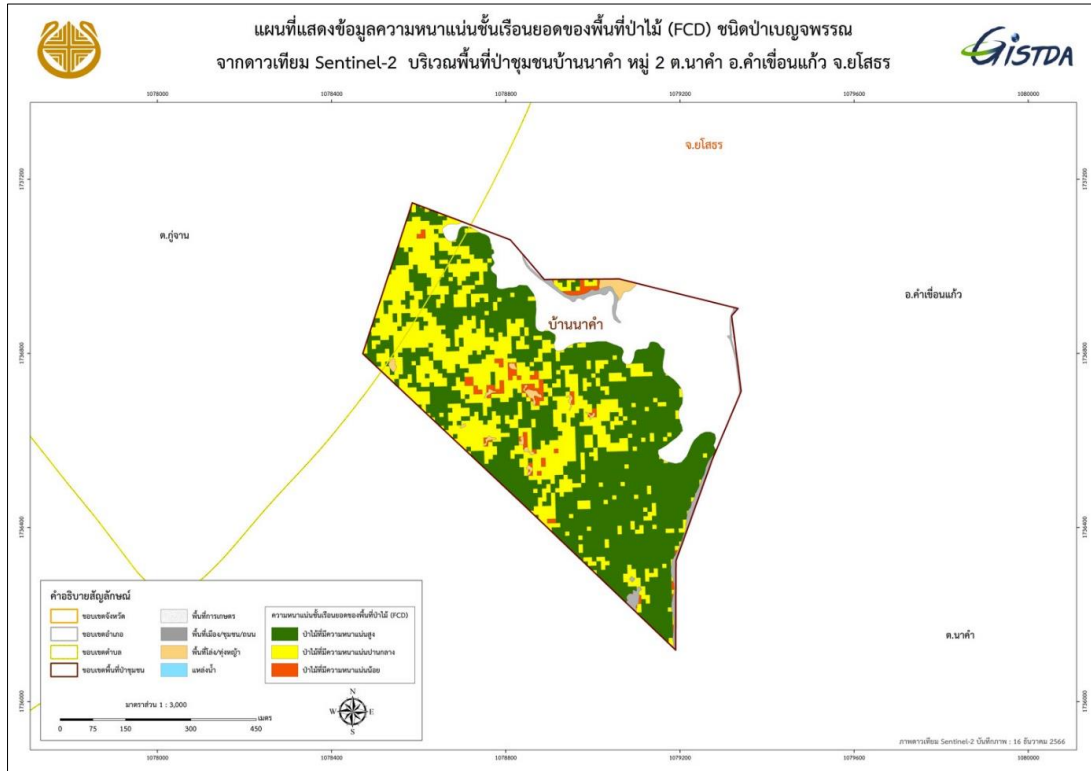 แผนที่แสดงข้อมูลความหนาแน่นชั้นเรือนยอดของพื้นที่ป่าไม้ (FCD) ชนิดป่าเบญจพรรณ
จากดาวเทียม Sentinel-2 บริเวณพื้นที่ป่าชุมชนบ้านนาคำ หมู่ 2 ต.นาคำ อ.คำเขื่อนแก้ว จ.ยโสธร
GISTDA
1078000 1078400 1078800 1079200 1079600 1080000
จ.ยโสธร
1737200 1737200
ต.กู่จาน
อ.คำเขื่อนแก้ว
บ้านนาคำ
1736800 1736800
1736400 1736400
ต.นาคำ
1736000 1736000
คำอธิบายสัญลักษณ์
ขอบเขตจังหวัด
ขอบเขตอำเภอ
ขอบเขตตำบล
ขอบเขตพื้นที่ป่าชุมชน
พื้นที่การเกษตร
พื้นที่เมือง/ชุมชน/ถนน
พื้นที่โล่ง/ทุ่งหญ้า
แหล่งน้ำ
ความหนาแน่นชั้นเรือนยอดของพื้นที่ป่าไม้ (FCD)
ป่าไม้ที่มีความหนาแน่นสูง
ป่าไม้ที่มีความหนาแน่นปานกลาง
ป่าไม้ที่มีความหนาแน่นน้อย
มาตราส่วน 1 : 3,000
เมตร
0 75 150 300 450
N
W E
S
ภาพดาวเทียม Sentinel-2 บันทึกภาพ : 16 ธันวาคม 2566
1078000 1078400 1078800 1079200 1079600 1080000